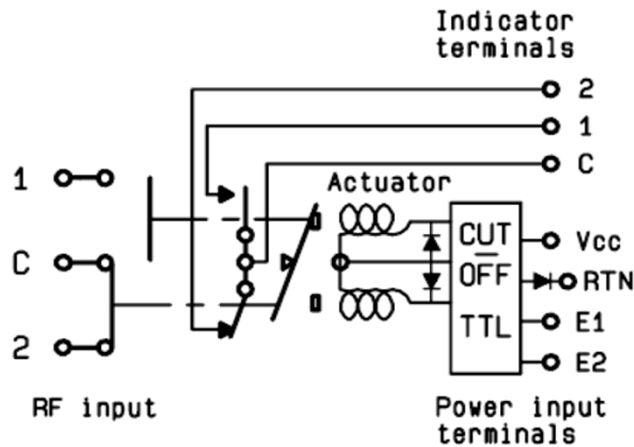 Indicator
terminals
2
1
C
1
Actuator
C
CUT
OFF
TTL
Vcc
RTN
E1
E2
2
RF input
Power input
terminals